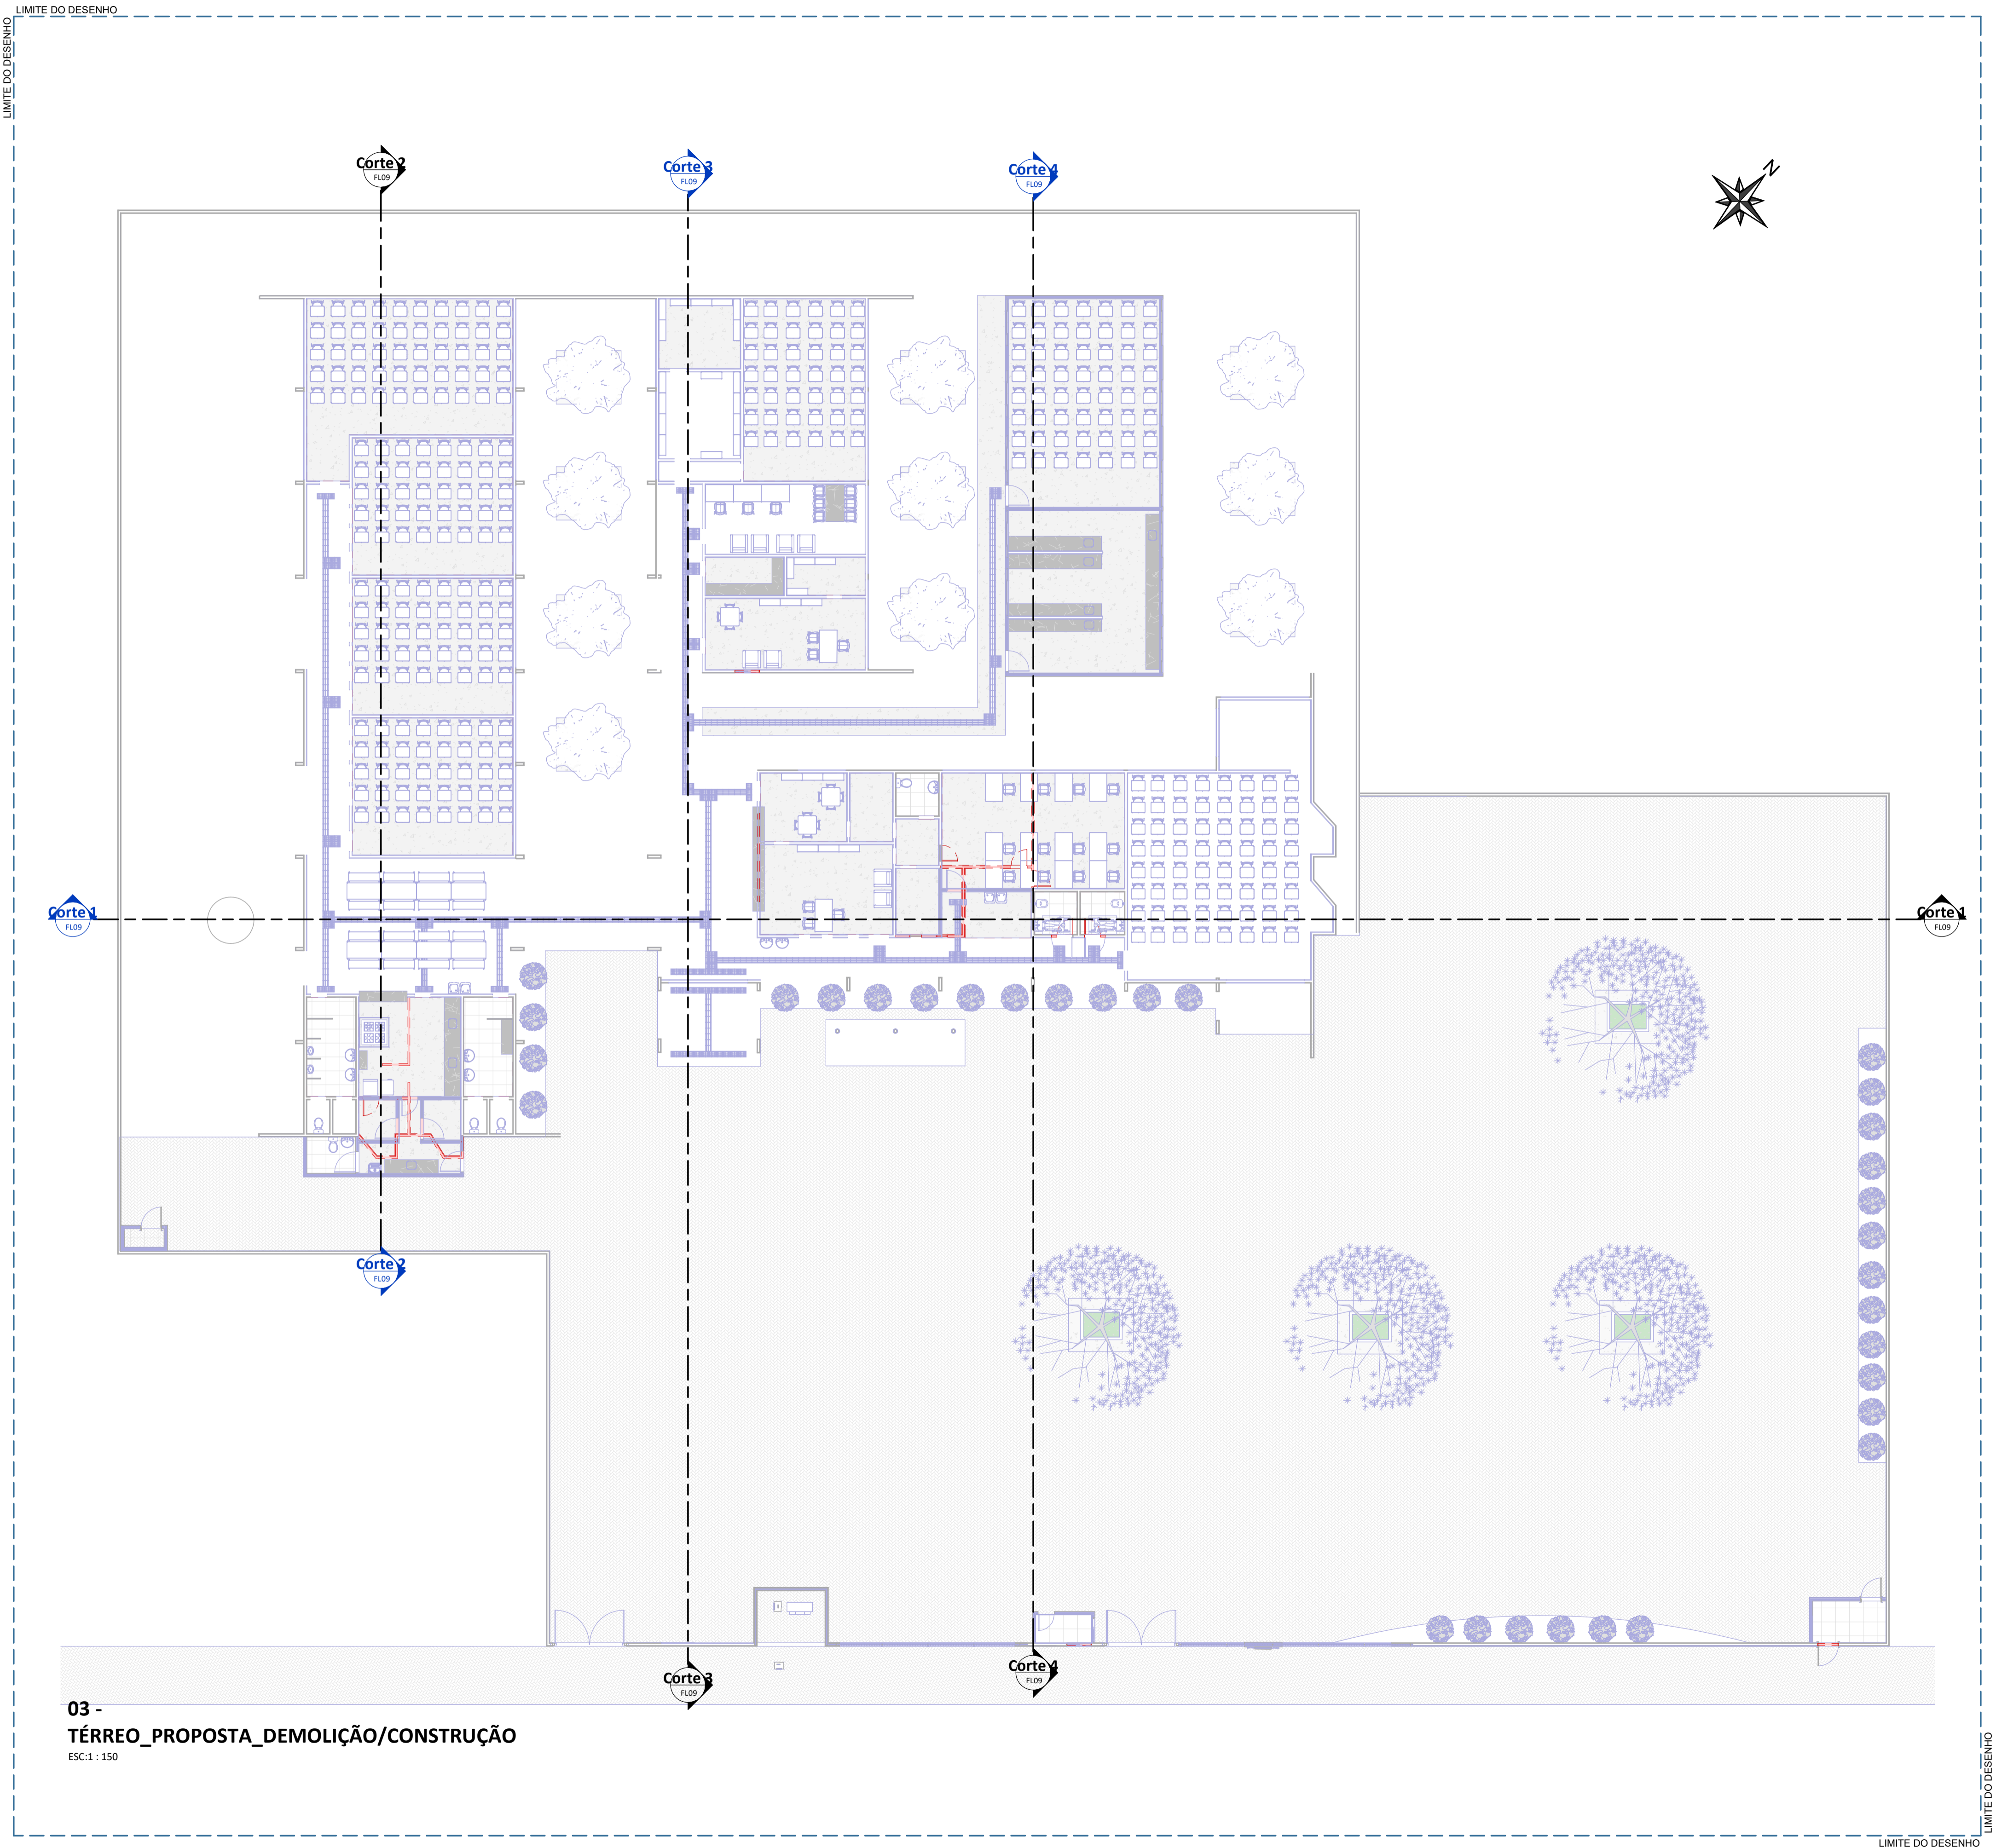 LIMITE DO DESENHO
LIMITE DO DESENHO
N
Corte 2
FL09
Corte 3
FL09
Corte 4
FL09
Corte 1
FL09
Corte 1
FL09
Corte 2
FL09
Corte 3
FL09
Corte 4
FL09
03 -
TÉRREO_PROPOSTA_DEMOLIÇÃO/CONSTRUÇÃO
ESC:1 : 150
LIMITE DO DESENHO
LIMITE DO DESENHO